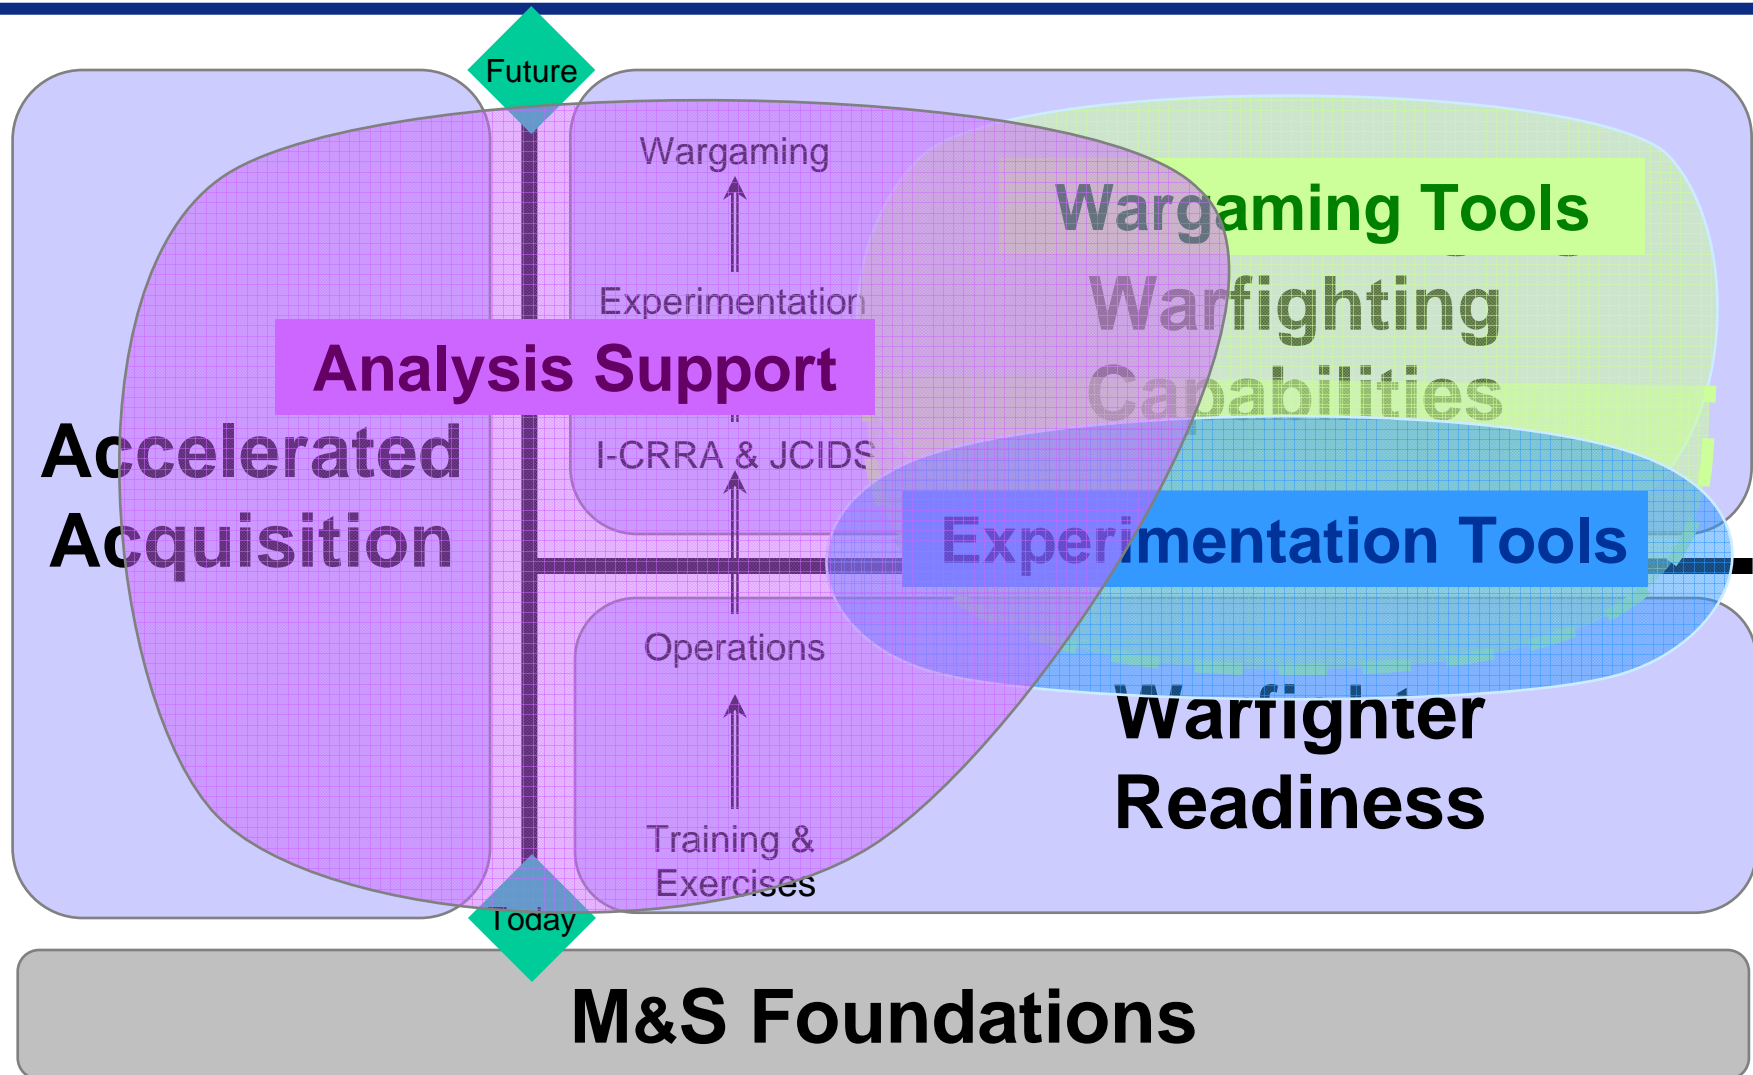 Future
Wargaming
Wargaming Tools
Experimentation
Warfighting
Capabilities
Analysis Support
Accelerated
Acquisition
I-CRRA & JCIDS
Experimentation Tools
Operations
Warfighter
Readiness
Training &
Exercises
Today
M&S Foundations